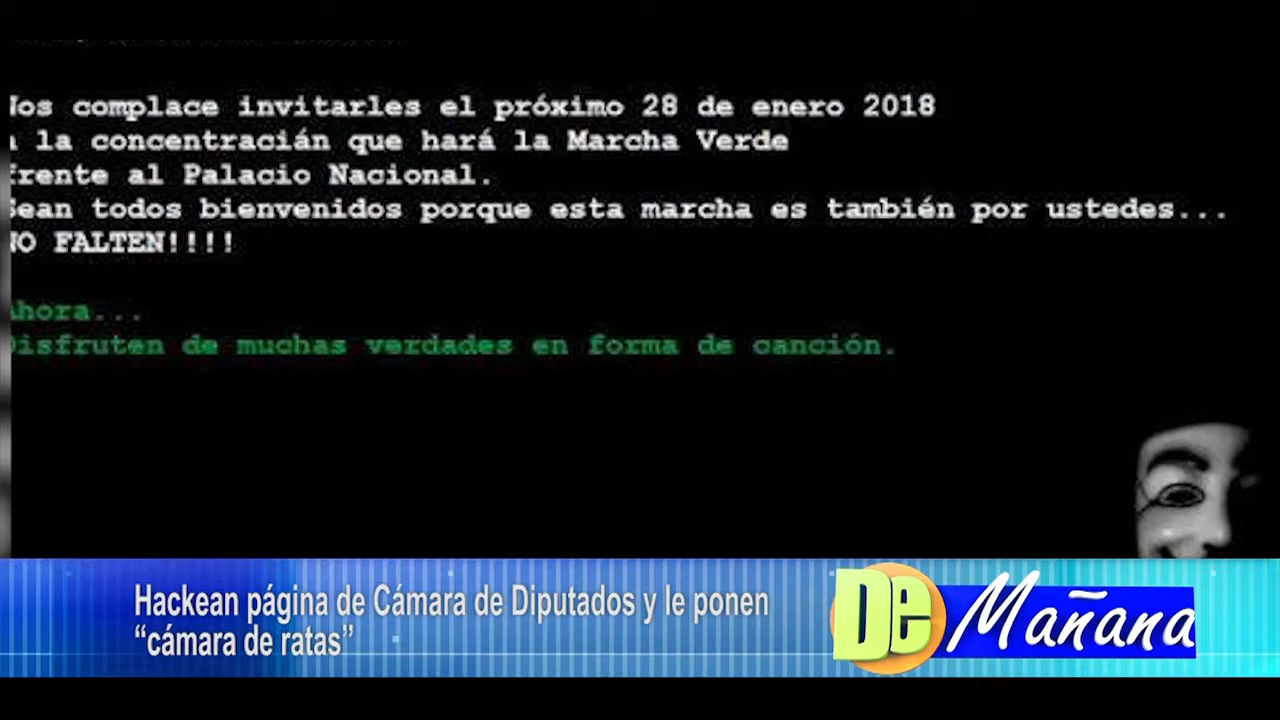 Nos complace invitarles el próximo 28 de enero 2018
a la concentracián que hará la Marcha Verde
frente al Palacio Nacional.
Sean todos bienvenidos porque esta marcha es también por ustedes...
NO FALTEN!!!!
Ahora...
Disfruten de muchas verdades en forma de canción.
Hackean página de Cámara de Diputados y le ponen
“cámara de ratas”
De Mañana